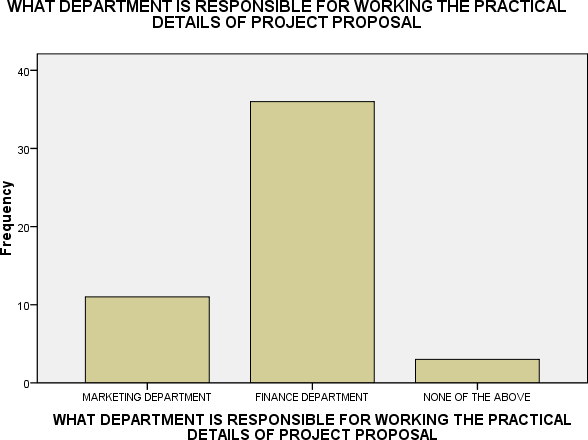 WHAT DEPARTMENT IS RESPONSIBLE FOR WORKING THE PRACTICAL
DETAILS OF PROJECT PROPOSAL
40
30
20
10
0
Frequency
MARKETING DEPARTMENT
FINANCE DEPARTMENT
NONE OF THE ABOVE
WHAT DEPARTMENT IS RESPONSIBLE FOR WORKING THE PRACTICAL
DETAILS OF PROJECT PROPOSAL